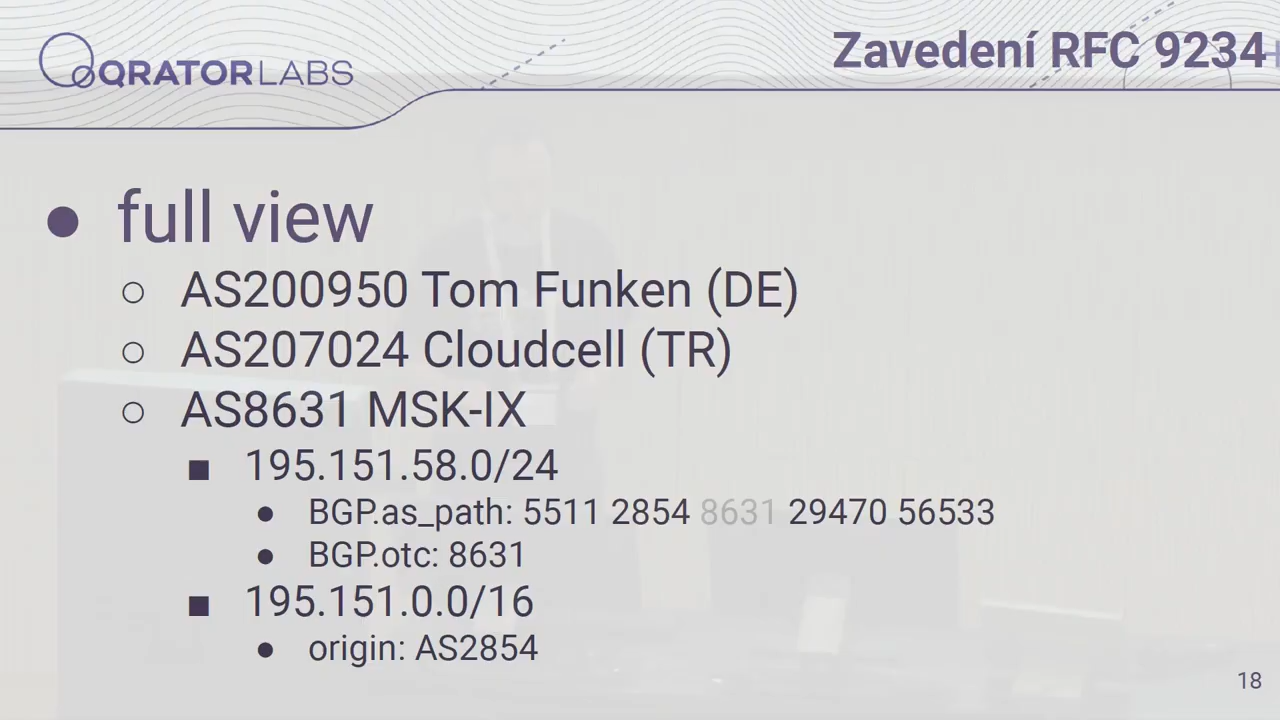 QRATORLABS
Zavedení RFC 9234
● full view
○ AS200950 Tom Funken (DE)
○ AS207024 Cloudcell (TR)
○ AS8631 MSK-IX
■ 195.151.58.0/24
● BGP.as_path: 5511 2854 8631 29470 56533
● BGP.otc: 8631
■ 195.151.0.0/16
● origin: AS2854
18